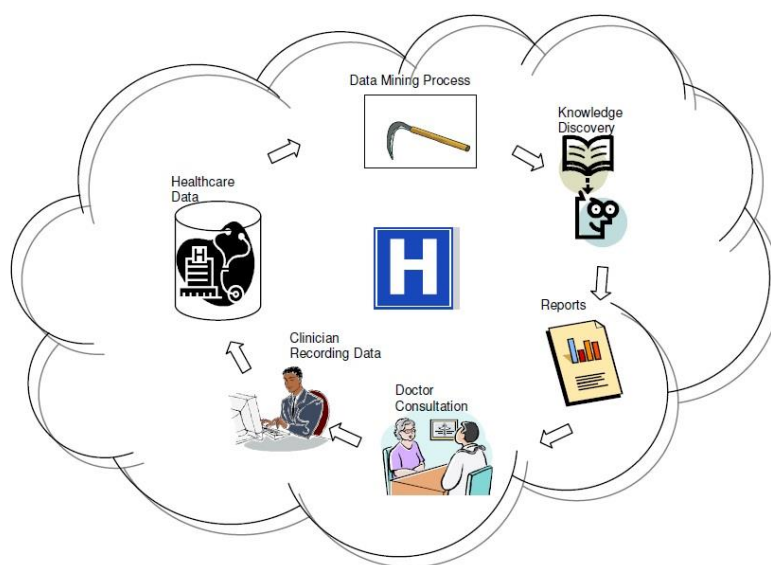 Data Mining Process
Knowledge
Discovery
Healthcare
Data
H
H
Reports
Clinician
Recording Data
Doctor
Consultation